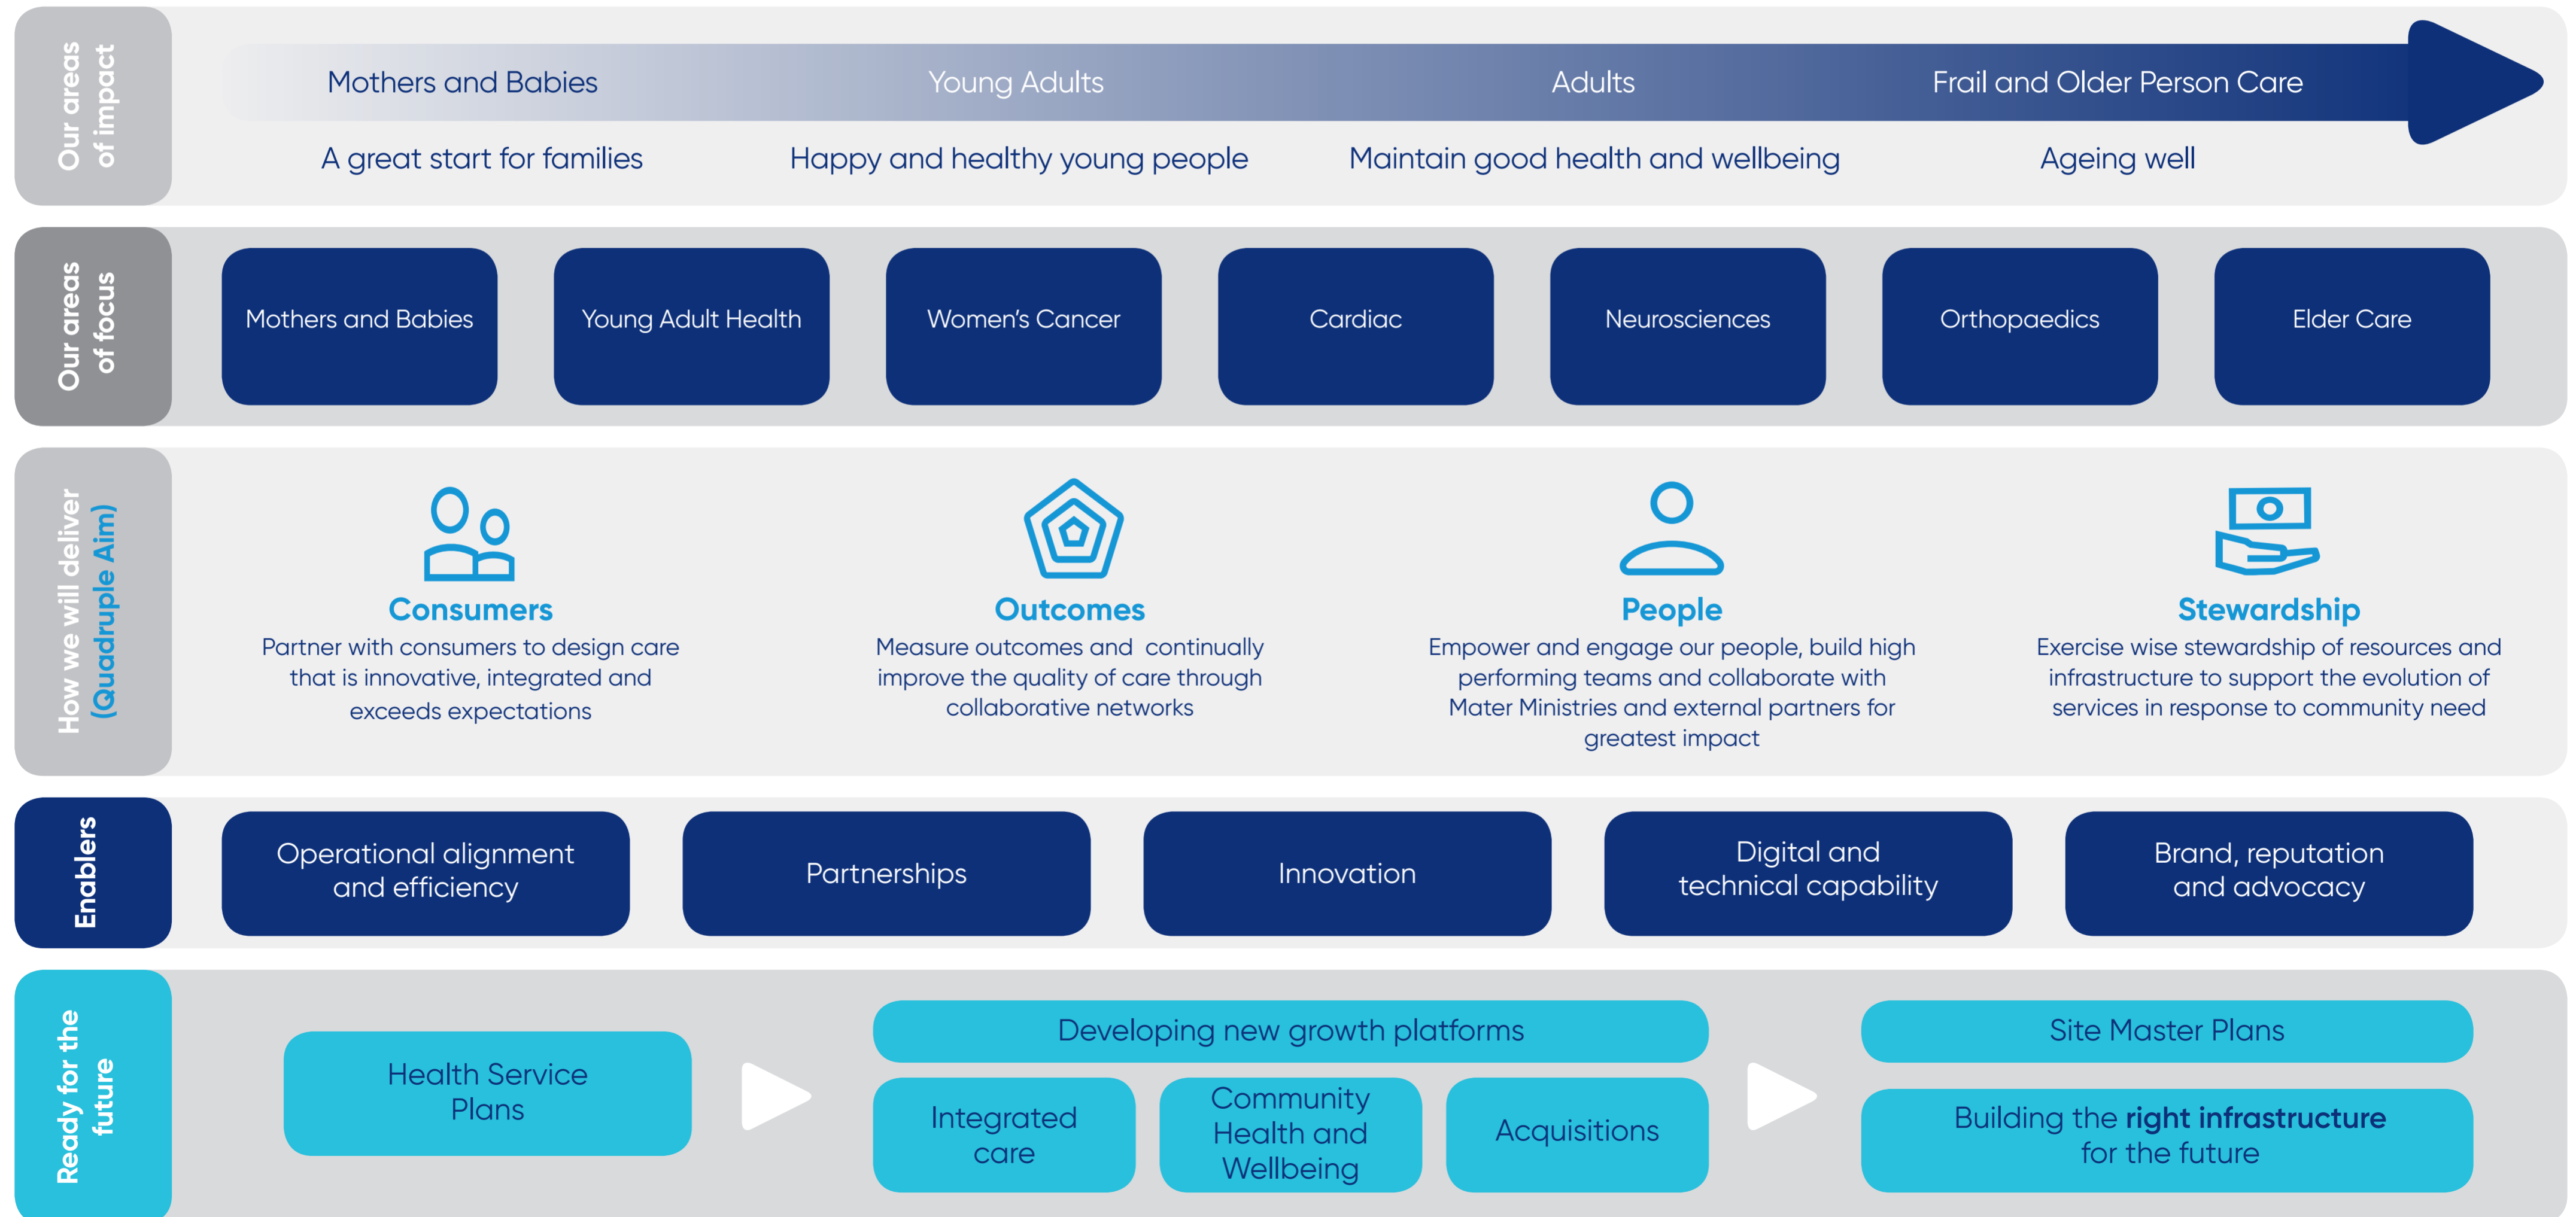 Our areas
of impact
Mothers and Babies
Young Adults
Adults
Frail and Older Person Care
A great start for families
Happy and healthy young people
Maintain good health and wellbeing
Ageing well
Our areas
of focus
Mothers and Babies
Young Adult Health
Women's Cancer
Cardiac
Neurosciences
Orthopaedics
Elder Care
How we will deliver
(Quadruple Aim)
Consumers
Partner with consumers to design care
that is innovative, integrated and
exceeds expectations
Outcomes
Measure outcomes and continually
improve the quality of care through
collaborative networks
People
Empower and engage our people, build high
performing teams and collaborate with
Mater Ministries and external partners for
greatest impact
Stewardship
Exercise wise stewardship of resources and
infrastructure to support the evolution of
services in response to community need
Enablers
Operational alignment
and efficiency
Partnerships
Innovation
Digital and
technical capability
Brand, reputation
and advocacy
Ready for the
future
Health Service
Plans
Developing new growth platforms
Integrated
care
Community
Health and
Wellbeing
Acquisitions
Site Master Plans
Building the right infrastructure
for the future